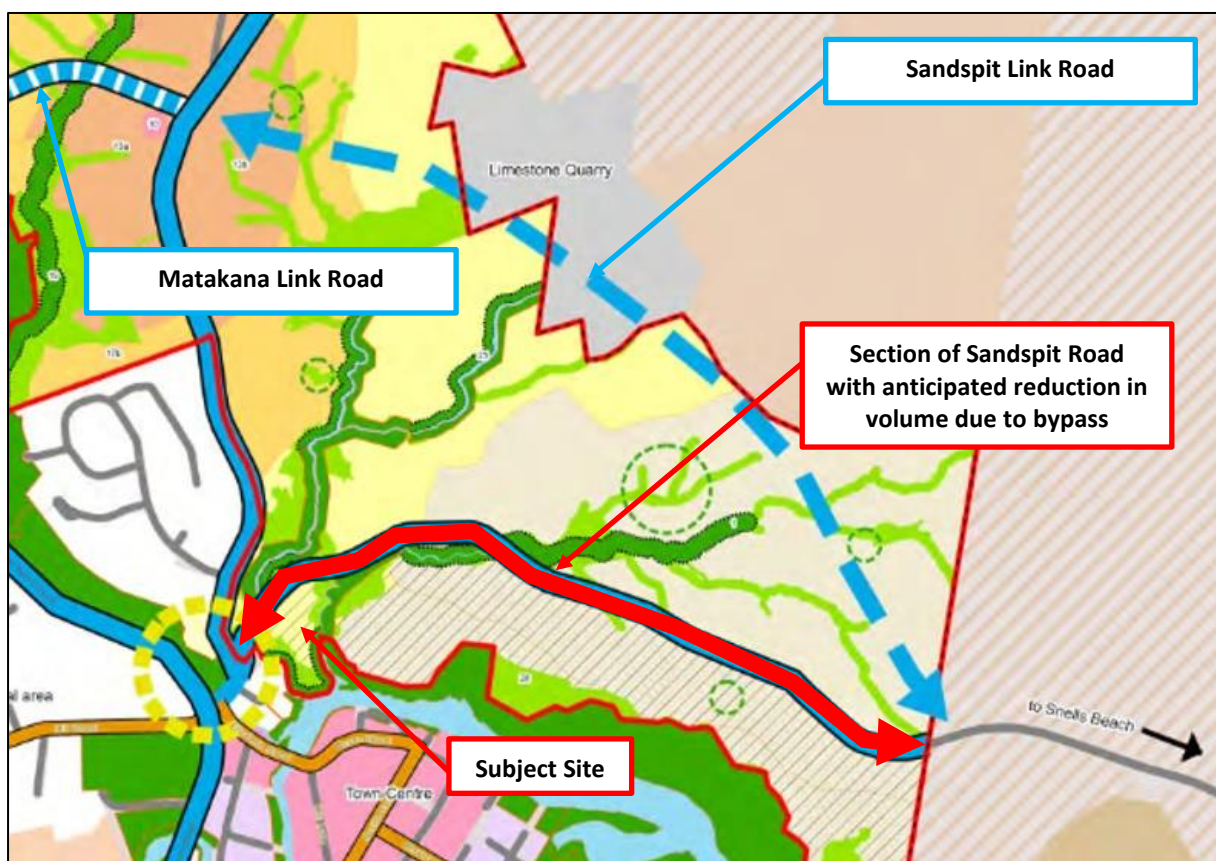 Sandspit Link Road
Limestone Quarry
Matakana Link Road
Section of Sandspit Road
with anticipated reduction in
volume due to bypass
al area
to Snells Beach
Subject Site
Town Centre